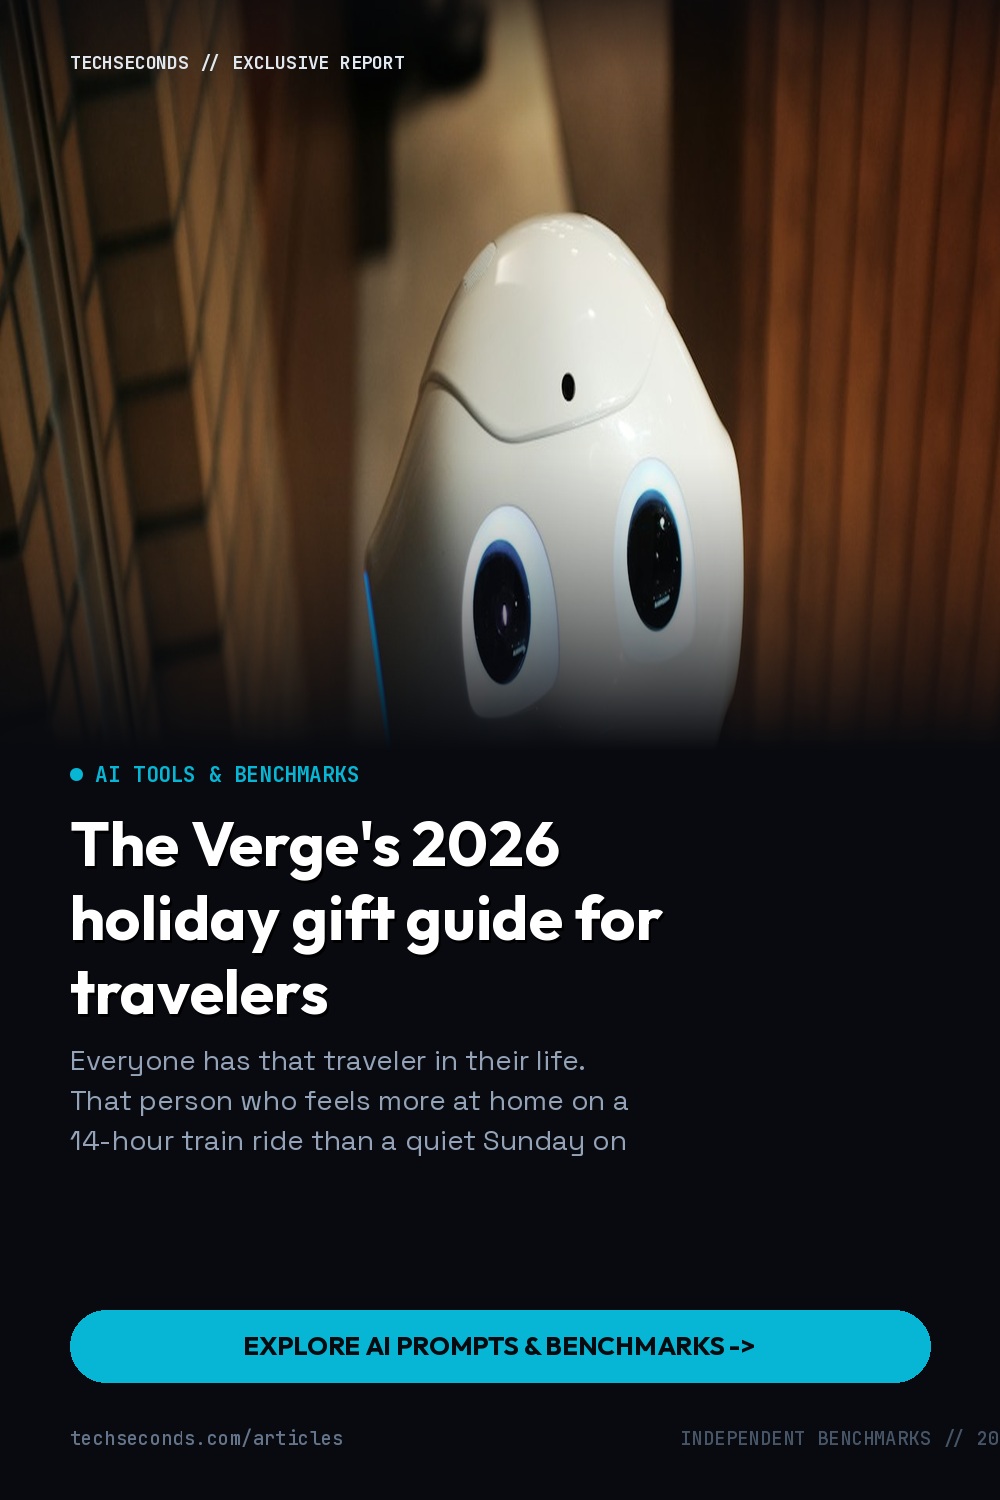 TECHSECONDS // EXCLUSIVE REPORT
AI TOOLS & BENCHMARKS
The Verge's 2026
holiday gift guide for
travelers
Everyone has that traveler in their life.
That person who feels more at home on a
14-hour train ride than a quiet Sunday on
EXPLORE AI PROMPTS & BENCHMARKS ->
techseconds.com/articles
INDEPENDENT BENCHMARKS // 20